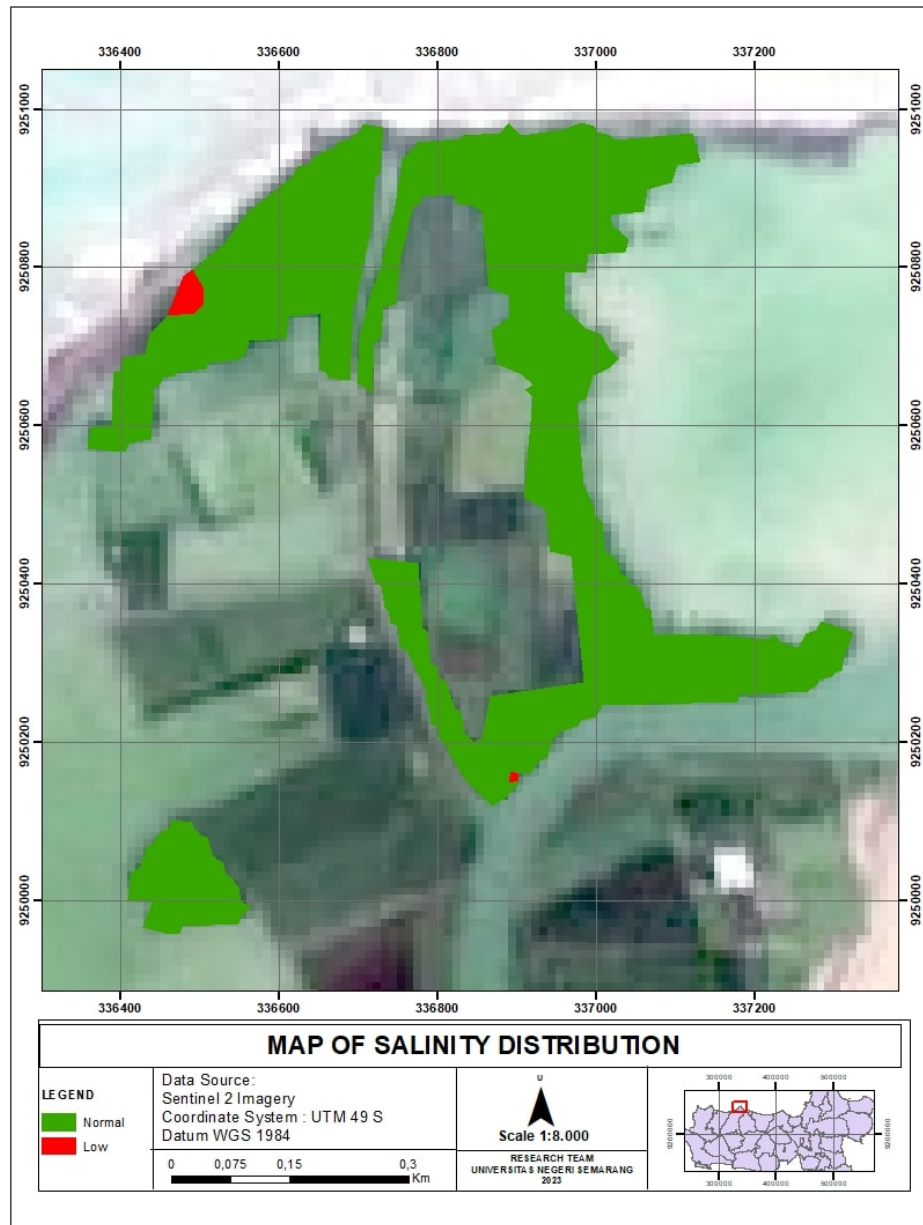 336400 336600 336800 337000 337200
9251000 9251000
9250800 9250800
9250600 9250600
9250400 9250400
9250200 9250200
9250000 9250000
336400 336600 336800 337000 337200
MAP OF SALINITY DISTRIBUTION
LEGEND
Normal
Low
Data Source:
Sentinel 2 Imagery
Coordinate System : UTM 49 S
Datum WGS 1984
0 0,075 0,15 0,3
Km
U
Scale 1:8.000
RESEARCH TEAM
UNIVERSITAS NEGERI SEMARANG
2023
300000 400000 500000
9200000 9200000
300000 400000 500000